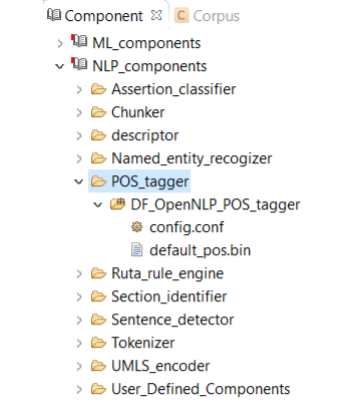 Component Corpus
ML_components
NLP_components
Assertion_classifier
Chunker
descriptor
Named_entity_recogizer
POS_tagger
DF_OpenNLP_POS_tagger
config.conf
default_pos.bin
Ruta_rule_engine
Section_identifier
Sentence_detector
Tokenizer
UMLS_encoder
User_Defined_Components